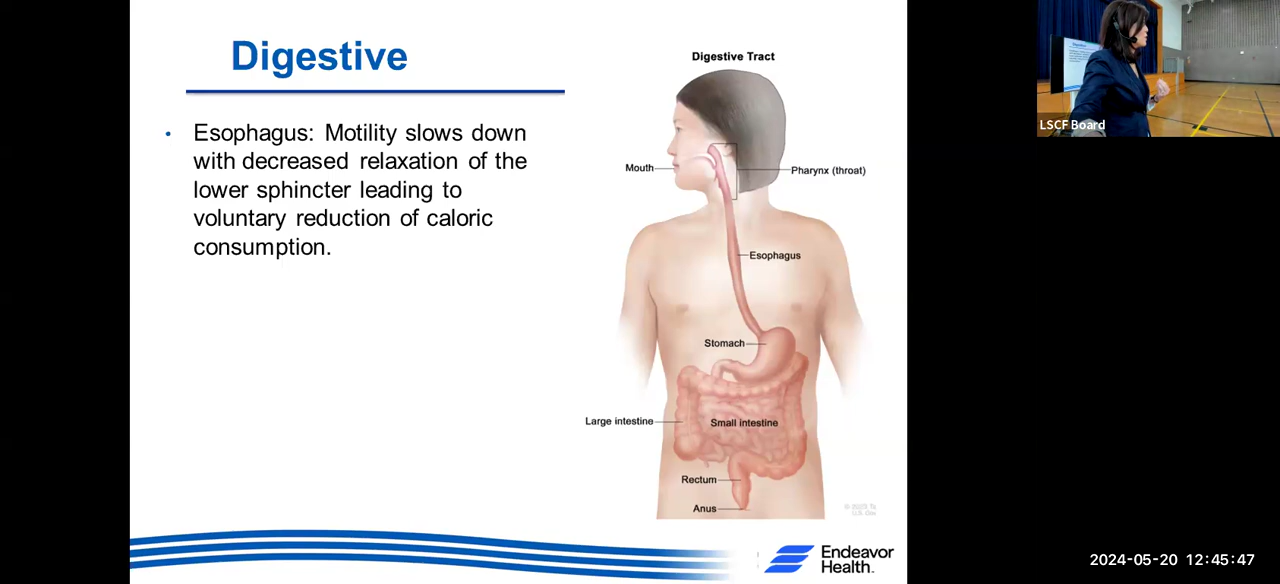 Digestive
• Esophagus: Motility slows down
with decreased relaxation of the
lower sphincter leading to
voluntary reduction of caloric
consumption.
Digestive Tract
Mouth
Pharynx (throat)
Esophagus
Stomach
Large intestine
Small intestine
Rectum
Anus
Endeavor
Health.
LSCF Board
2024-05-20 12:45:47